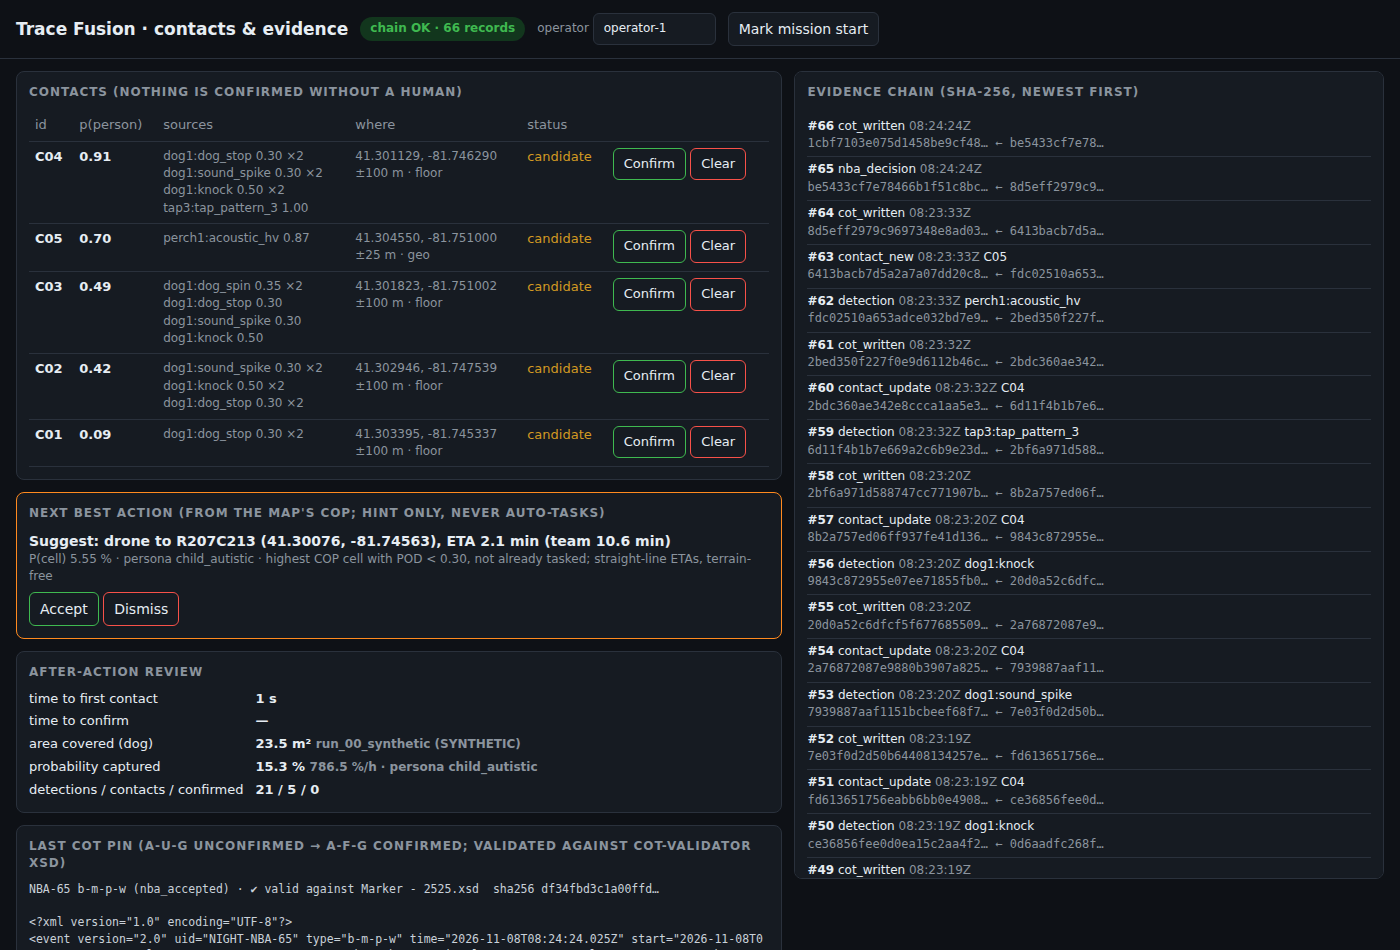 Trace Fusion · contacts & evidence
chain OK · 66 records
operator
operator-1
Mark mission start
CONTACTS (NOTHING IS CONFIRMED WITHOUT A HUMAN)
id p(person) sources where status
C04 0.91 dog1:dog_stop 0.30 ×2 41.301129, -81.746290 candidate Confirm Clear
dog1:sound_spike 0.30 ×2 ±100 m · floor
dog1:knock 0.50 ×2
tap3:tap_pattern_3 1.00
C05 0.70 perch1:acoustic_hv 0.87 41.304550, -81.751000 candidate Confirm Clear
±25 m · geo
C03 0.49 dog1:dog_spin 0.35 ×2 41.301823, -81.751002 candidate Confirm Clear
dog1:dog_stop 0.30 ±100 m · floor
dog1:sound_spike 0.30
dog1:knock 0.50
C02 0.42 dog1:sound_spike 0.30 ×2 41.302946, -81.747539 candidate Confirm Clear
dog1:knock 0.50 ×2 ±100 m · floor
dog1:dog_stop 0.30 ×2
C01 0.09 dog1:dog_stop 0.30 ×2 41.303395, -81.745337 candidate Confirm Clear
±100 m · floor
NEXT BEST ACTION (FROM THE MAP'S COP; HINT ONLY, NEVER AUTO-TASKS)
Suggest: drone to R207C213 (41.30076, -81.74563), ETA 2.1 min (team 10.6 min)
P(cell) 5.55 % · persona child_autistic · highest COP cell with POD < 0.30, not already tasked; straight-line ETAs, terrain-
free
Accept Dismiss
AFTER-ACTION REVIEW
time to first contact 1 s
time to confirm —
area covered (dog) 23.5 m² run_00_synthetic (SYNTHETIC)
probability captured 15.3 % 786.5 %/h · persona child_autistic
detections / contacts / confirmed 21 / 5 / 0
LAST COT PIN (A-U-G UNCONFIRMED → A-F-G CONFIRMED; VALIDATED AGAINST COT-VALIDATOR
XSD)
NBA-65 b-m-p-w (nba_accepted) · ✔ valid against Marker - 2525.xsd sha256 df34fbd3c1a00ffd…
<?xml version="1.0" encoding="UTF-8"?>
<event version="2.0" uid="NIGHT-NBA-65" type="b-m-p-w" time="2026-11-08T08:24:24.025Z" start="2026-11-08T0
EVIDENCE CHAIN (SHA-256, NEWEST FIRST)
#66 cot_written 08:24:24Z
1cbf7103e075d1458be9cf48… ← be5433cf7e78…
#65 nba_decision 08:24:24Z
be5433cf7e78466b1f51c8bc… ← 8d5eff2979c9…
#64 cot_written 08:23:33Z
8d5eff2979c9697348e8ad03… ← 6413bacb7d5a…
#63 contact_new 08:23:33Z C05
6413bacb7d5a2a7a07dd20c8… ← fdc02510a653…
#62 detection 08:23:33Z perch1:acoustic_hv
fdc02510a653adce032bd7e9… ← 2bed350f227f…
#61 cot_written 08:23:32Z
2bed350f227f0e9d6112b46c… ← 2bdc360ae342…
#60 contact_update 08:23:32Z C04
2bdc360ae342e8ccca1aa5e3… ← 6d11f4b1b7e6…
#59 detection 08:23:32Z tap3:tap_pattern_3
6d11f4b1b7e669a2c6b9e23d… ← 2bf6a971d588…
#58 cot_written 08:23:20Z
2bf6a971d588747cc771907b… ← 8b2a757ed06f…
#57 contact_update 08:23:20Z C04
8b2a757ed06ff937fe41d136… ← 9843c872955e…
#56 detection 08:23:20Z dog1:knock
9843c872955e07ee71855fb0… ← 20d0a52c6dfc…
#55 cot_written 08:23:20Z
20d0a52c6dfcf5f677685509… ← 2a76872087e9…
#54 contact_update 08:23:20Z C04
2a76872087e9880b3907a825… ← 7939887aaf11…
#53 detection 08:23:20Z dog1:sound_spike
7939887aaf1151bcbeef68f7… ← 7e03f0d2d50b…
#52 cot_written 08:23:19Z
7e03f0d2d50b64408134257e… ← fd613651756e…
#51 contact_update 08:23:19Z C04
fd613651756eabb6bb0e4908… ← ce36856fee0d…
#50 detection 08:23:19Z dog1:knock
ce36856fee0d0ea15c2aa4f2… ← 0d6aadfc268f…
#49 cot_written 08:23:19Z